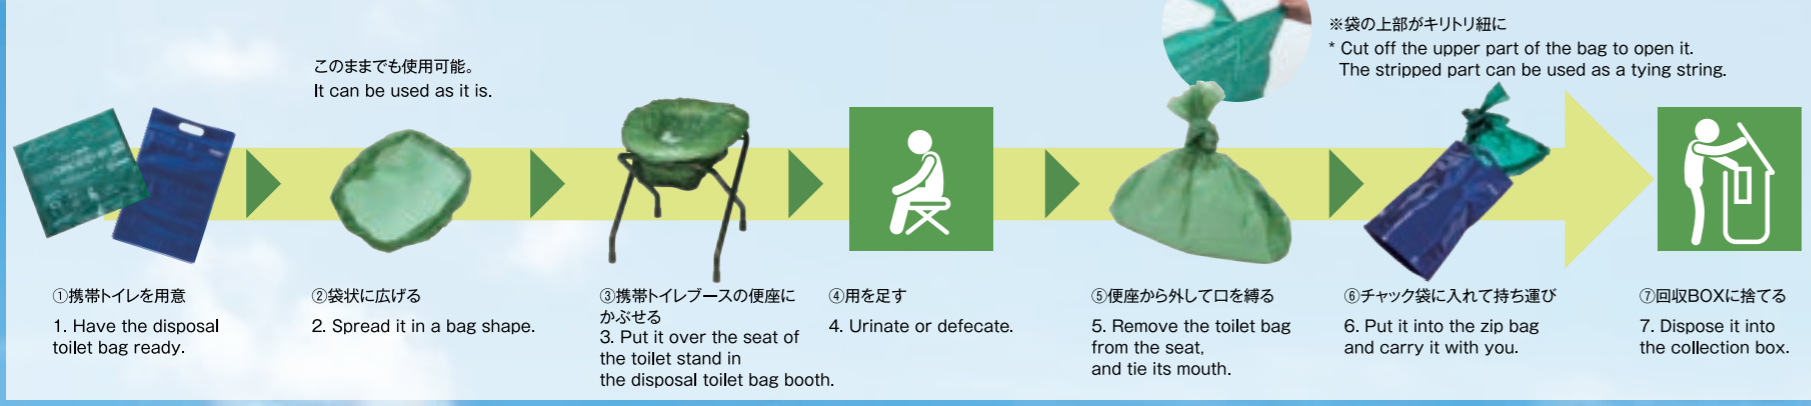 ※袋の上部がキリトリ紐に
* Cut off the upper part of the bag to open it.
The stripped part can be used as a tying string.
このままでも使用可能。
It can be used as it is.
①携帯トイレを用意
1. Have the disposal
toilet bag ready.
②袋状に広げる
2. Spread it in a bag shape.
③携帯トイレブースの便座に
かぶせる
3. Put it over the seat of
the toilet stand in
the disposal toilet bag booth.
④用を足す
4. Urinate or defecate.
⑤便座から外して口を縛る
5. Remove the toilet bag
from the seat,
and tie its mouth.
⑥チャック袋に入れて持ち運び
6. Put it into the zip bag
and carry it with you.
⑦回収BOXに捨てる
7. Dispose it into
the collection box.